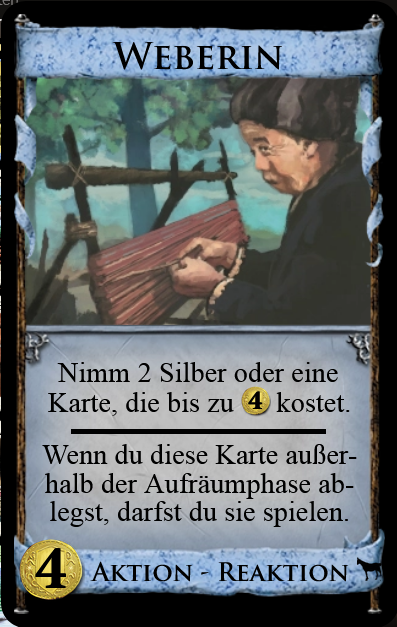 WEBERIN
Nimm 2 Silber oder eine
Karte, die bis zu 4 kostet.
Wenn du diese Karte außer-
halb der Aufräumphase ab-
legst, darfst du sie spielen.
4 AKTION - REAKTION